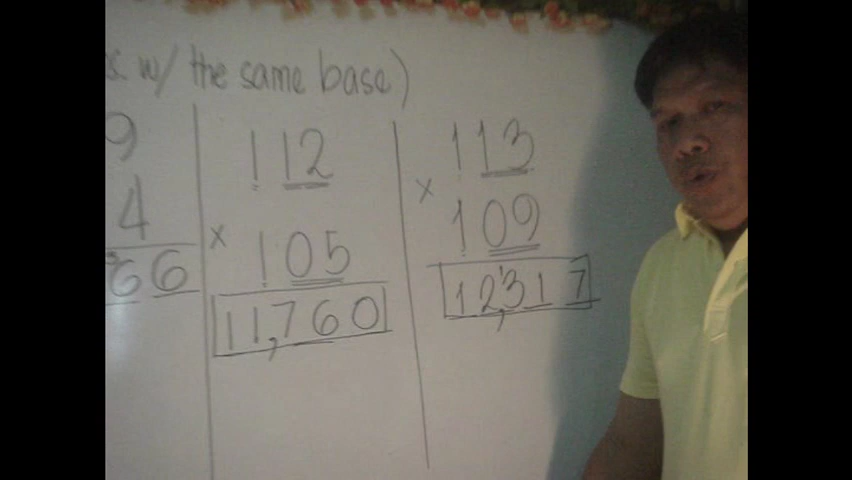 s. w/ the same base)
9
4
66
112
x 105
11,760
113
x 109
12,317